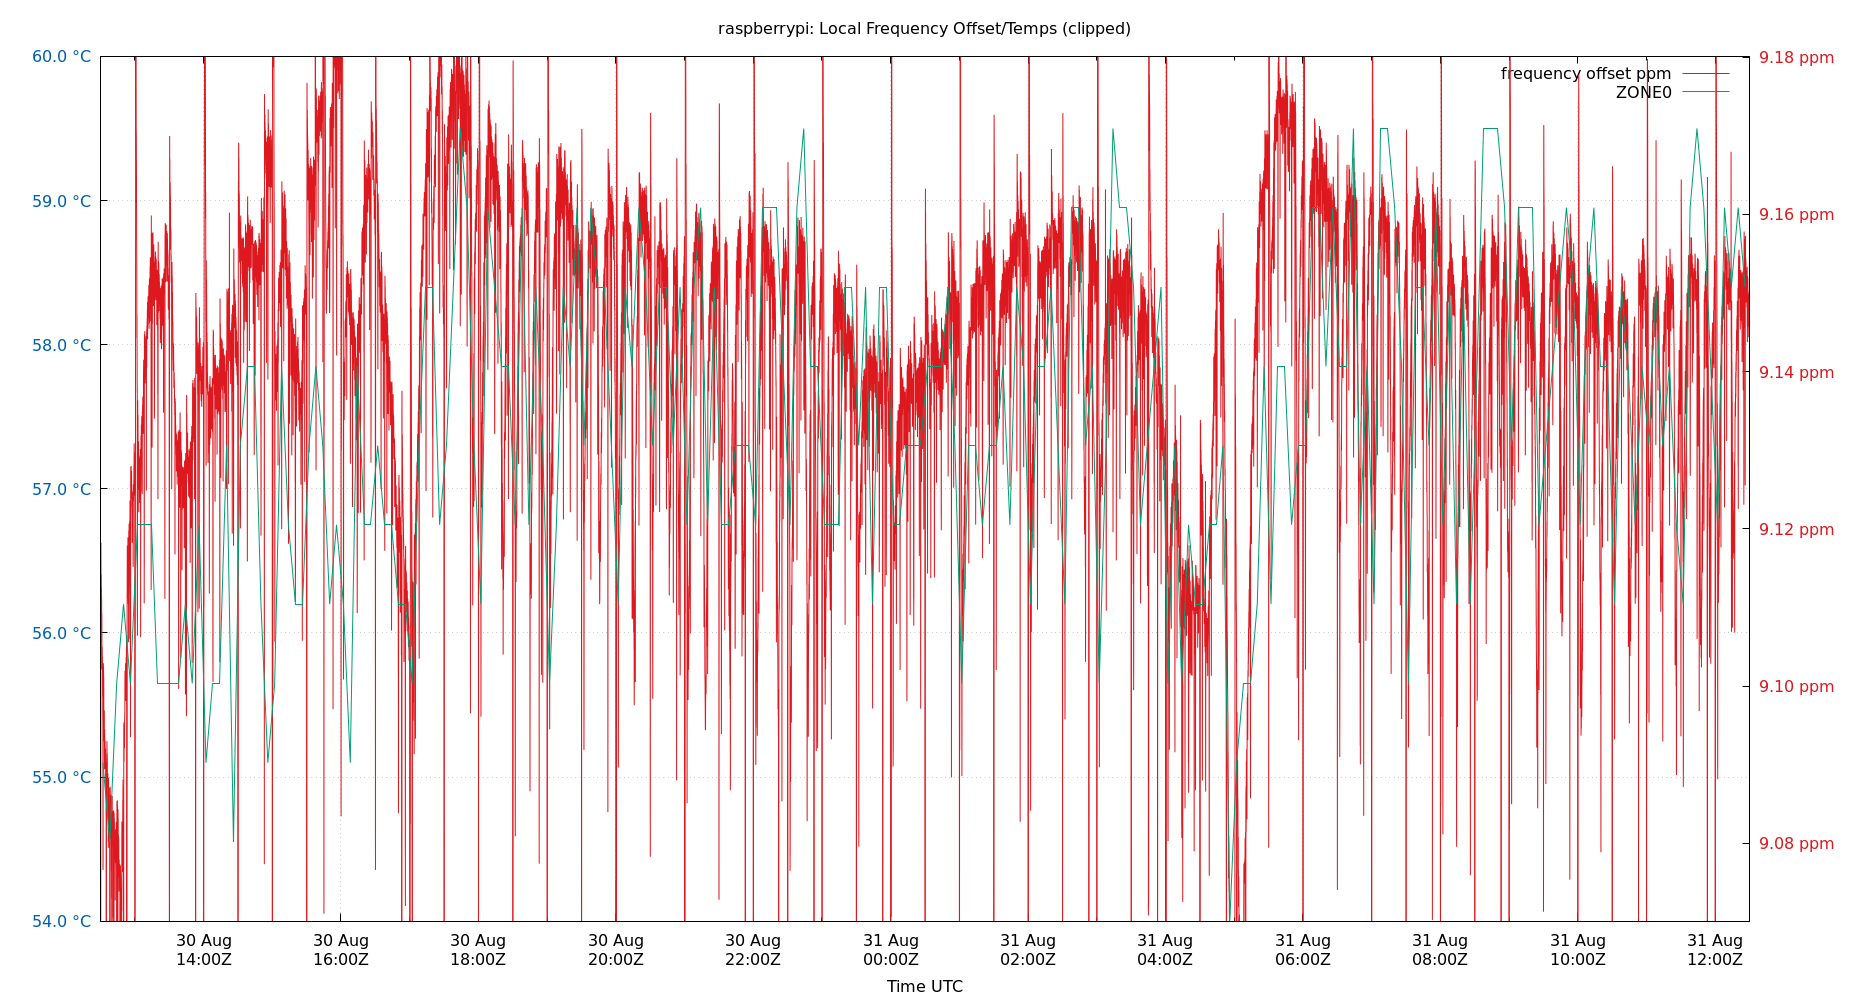 raspberrypi: Local Frequency Offset/Temps (clipped)
60.0 °C
59.0 °C
58.0 °C
57.0 °C
56.0 °C
55.0 °C
54.0 °C
9.18 ppm
9.16 ppm
9.14 ppm
9.12 ppm
9.10 ppm
9.08 ppm
frequency offset ppm
ZONE0
30 Aug 30 Aug 30 Aug 30 Aug 30 Aug 31 Aug 31 Aug 31 Aug 31 Aug 31 Aug 31 Aug 31 Aug
14:00Z 16:00Z 18:00Z 20:00Z 22:00Z 00:00Z 02:00Z 04:00Z 06:00Z 08:00Z 10:00Z 12:00Z
Time UTC